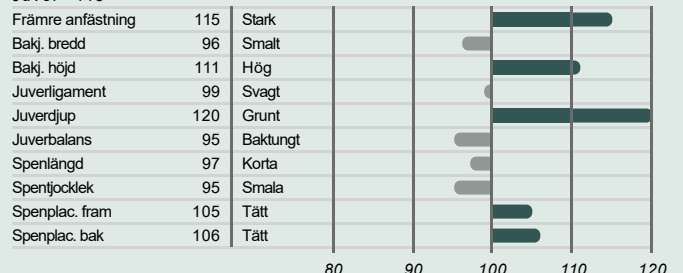 Främre anfästning 115 Stark
Bakj. bredd 96 Smalt
Bakj. höjd 111 Hög
Juverligament 99 Svagt
Juverdjup 120 Grunt
Juverbalans 95 Baktungt
Spenlängd 97 Korta
Spentjocklek 95 Smala
Spenplac. fram 105 Tätt
Spenplac. bak 106 Tätt
80 90 100 110 120